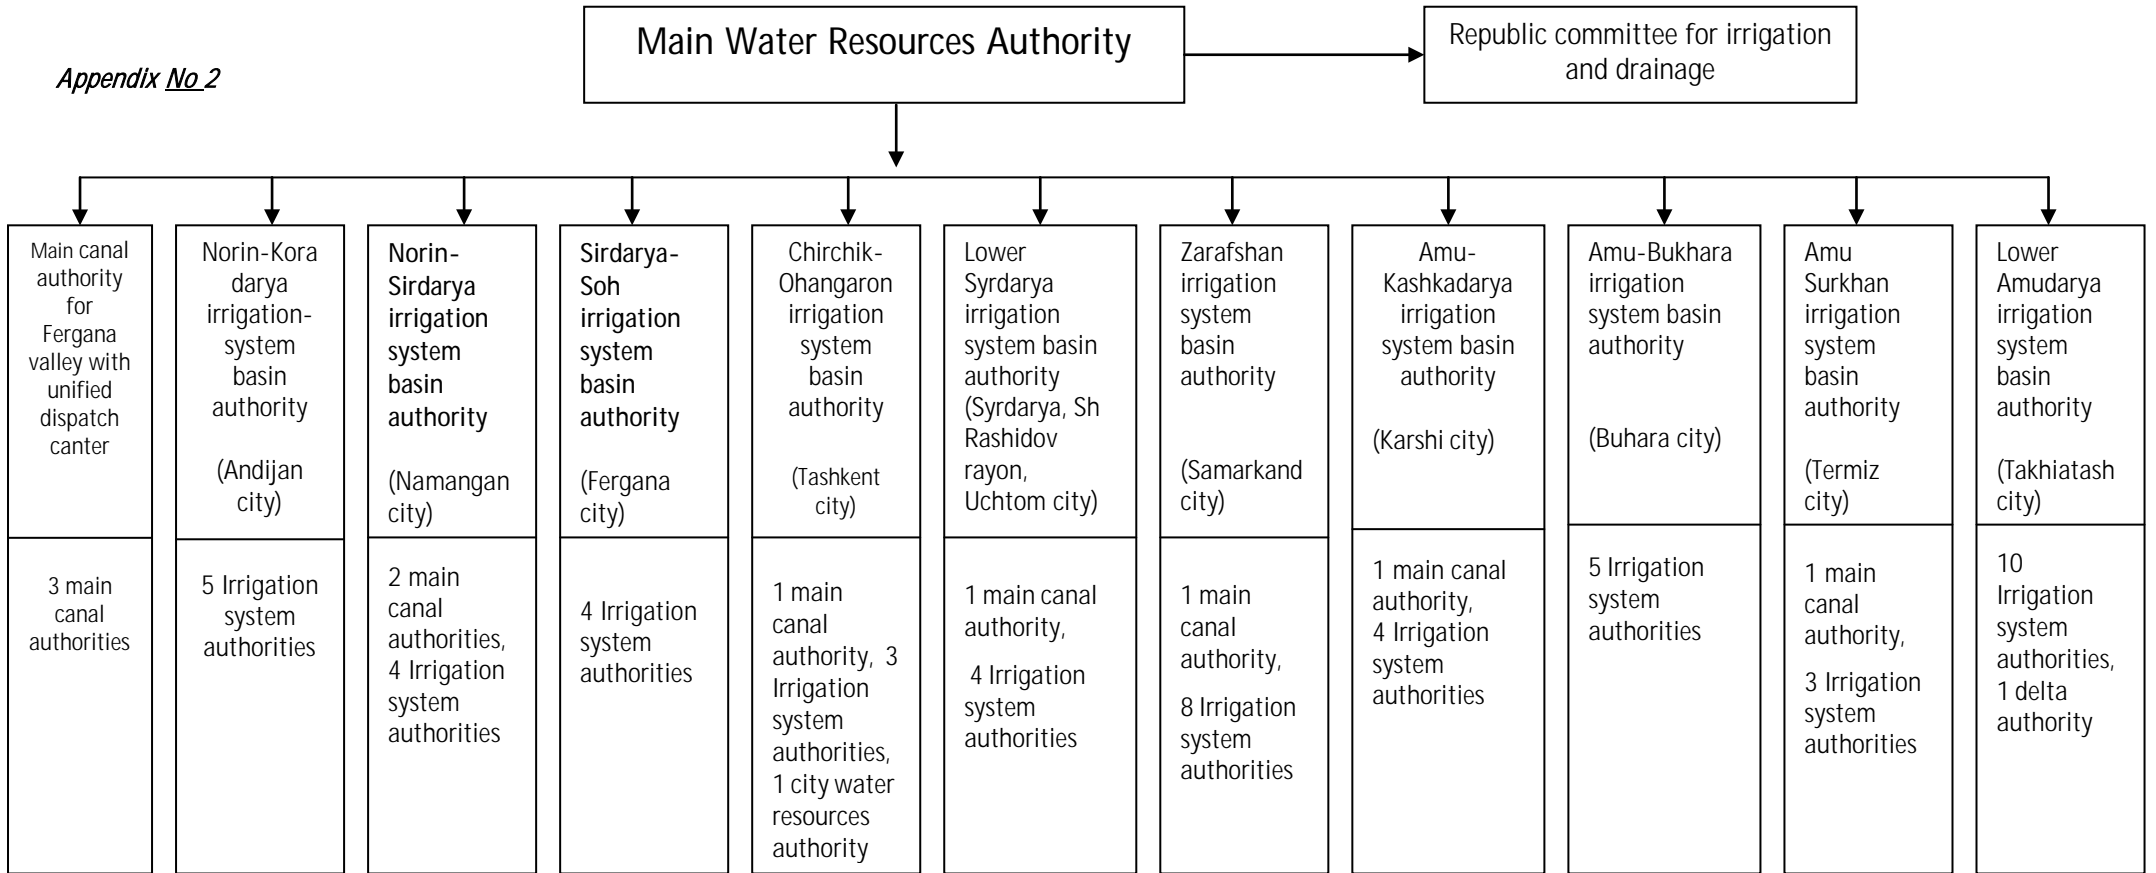 Main Water Resources Authority
Republic committee for irrigation
and drainage
Appendix No 2
Main canal
authority
for
Fergana
valley with
unified
dispatch
canter
3 main
canal
authorities
Norin-Kora
darya
irrigation-
system
basin
authority
(Andijan
city)
5 Irrigation
system
authorities
Norin-
Sirdarya
irrigation
system
basin
authority
(Namangan
city)
2 main
canal
authorities,
4 Irrigation
system
authorities
Sirdarya-
Soh
irrigation
system
basin
authority
(Fergana
city)
4 Irrigation
system
authorities
Chirchik-
Ohangaron
irrigation
system
basin
authority
(Tashkent
city)
1 main
canal
authority, 3
Irrigation
system
authorities,
1 city water
resources
authority
Lower
Syrdarya
irrigation
system basin
authority
(Syrdarya, Sh
Rashidov
rayon,
Uchtom city)
1 main canal
authority,
4 Irrigation
system
authorities
Zarafshan
irrigation
system
basin
authority
(Samarkand
city)
1 main
canal
authority,
8 Irrigation
system
authorities
Amu-
Kashkadarya
irrigation
system basin
authority
(Karshi city)
1 main canal
authority,
4 Irrigation
system
authorities
Amu-Bukhara
irrigation
system basin
authority
(Buhara city)
5 Irrigation
system
authorities
Amu
Surkhan
irrigation
system
basin
authority
(Termiz
city)
1 main
canal
authority,
3 Irrigation
system
authorities
Lower
Amudarya
irrigation
system
basin
authority
(Takhiatash
city)
10
Irrigation
system
authorities,
1 delta
authority